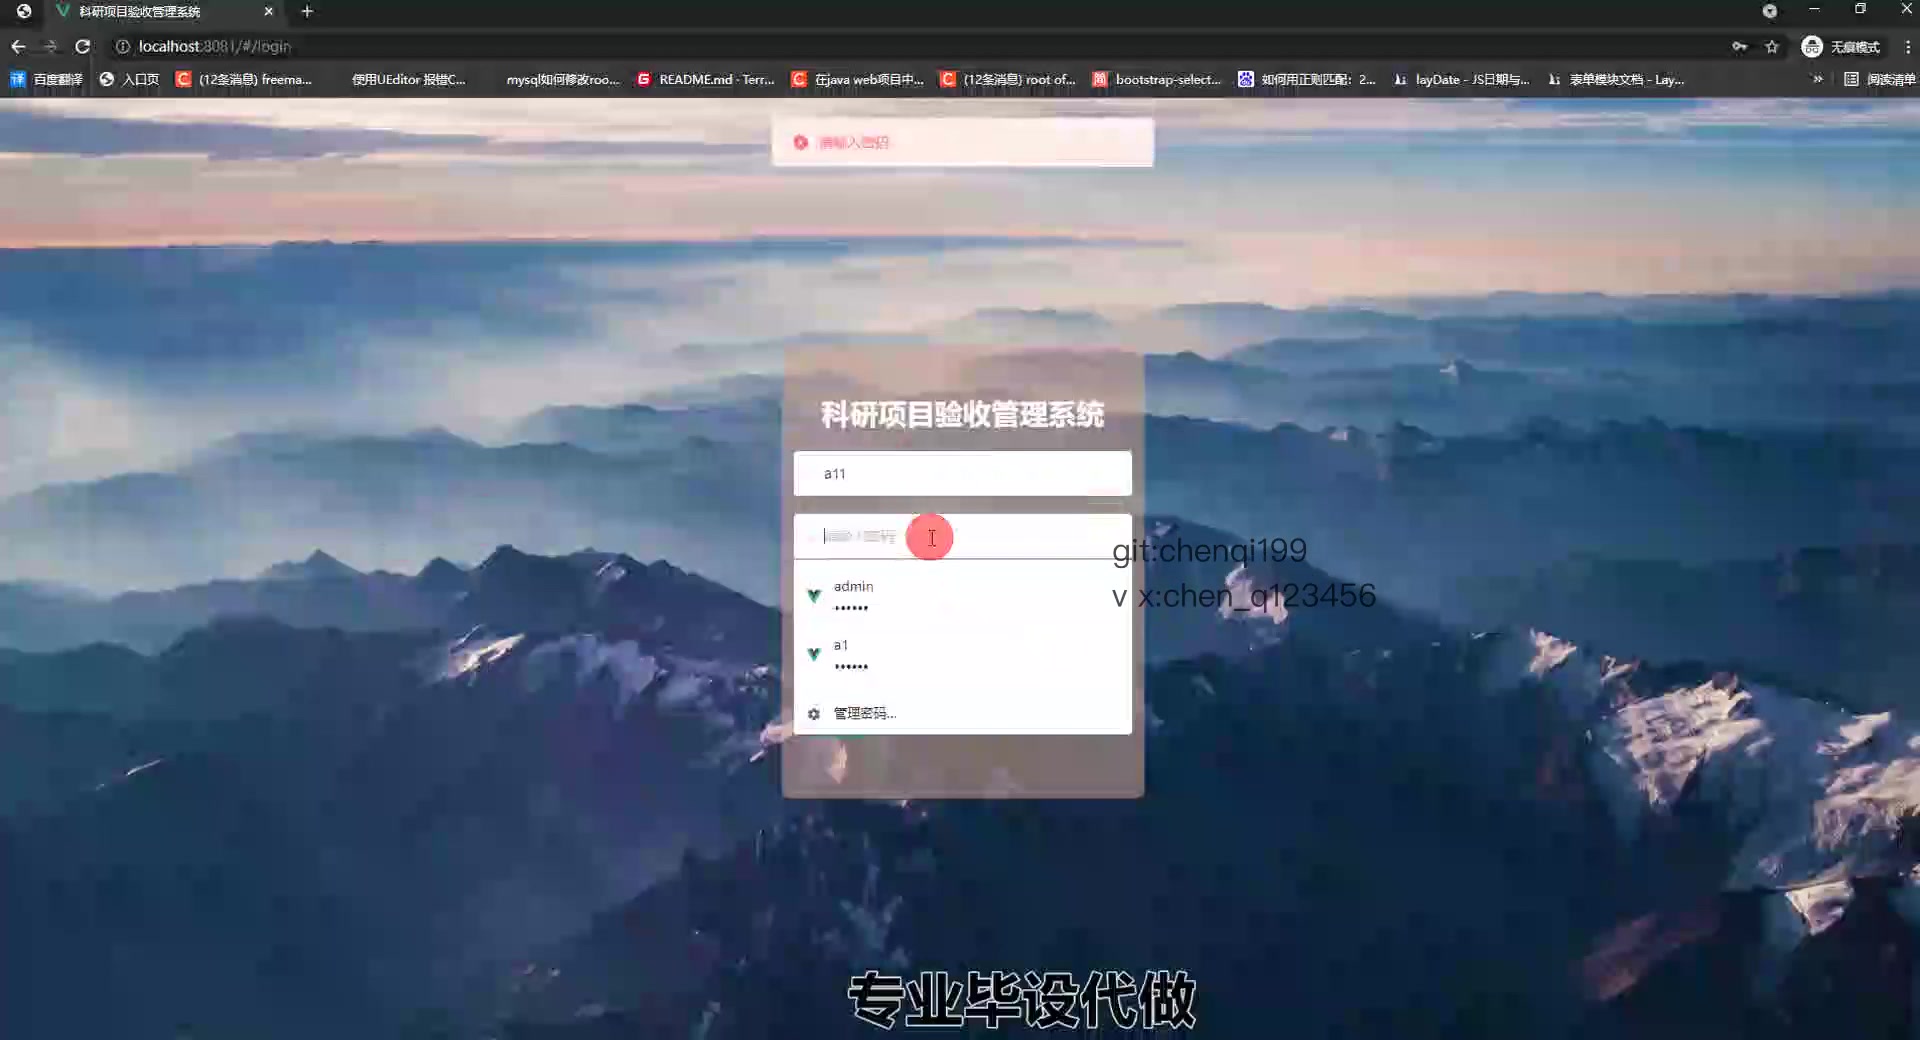 科研项目验收管理系统
localhost:8081/#/login
无痕模式
百度翻译
入口页
(12条消息) freema...
使用UEditor 报错C...
mysql如何修改roo...
README.md · Terr...
在java web项目中...
(12条消息) root of...
bootstrap-select...
如何用正则匹配：2...
layDate - JS日期与...
表单模块文档 - Lay...
»
阅读清单
请输入密码
科研项目验收管理系统
a11
请输入密码
git:chenqi199
admin
••••••
v x:chen_q123456
a1
••••••
管理密码...
专业毕设代做